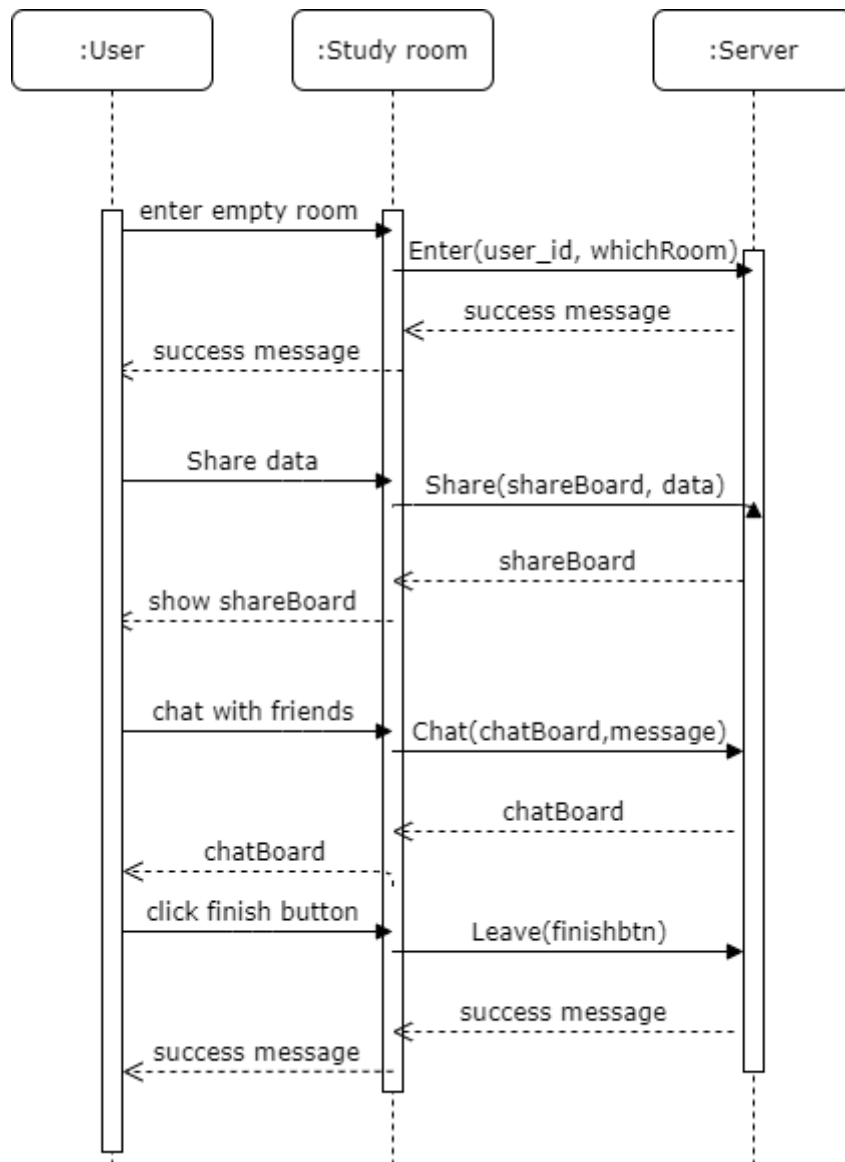 :User
:Study room
:Server
enter empty room
Enter(user_id, whichRoom)
success message
success message
Share data
Share(shareBoard, data)
shareBoard
show shareBoard
chat with friends
Chat(chatBoard,message)
chatBoard
chatBoard
click finish button
Leave(finishbtn)
success message
success message